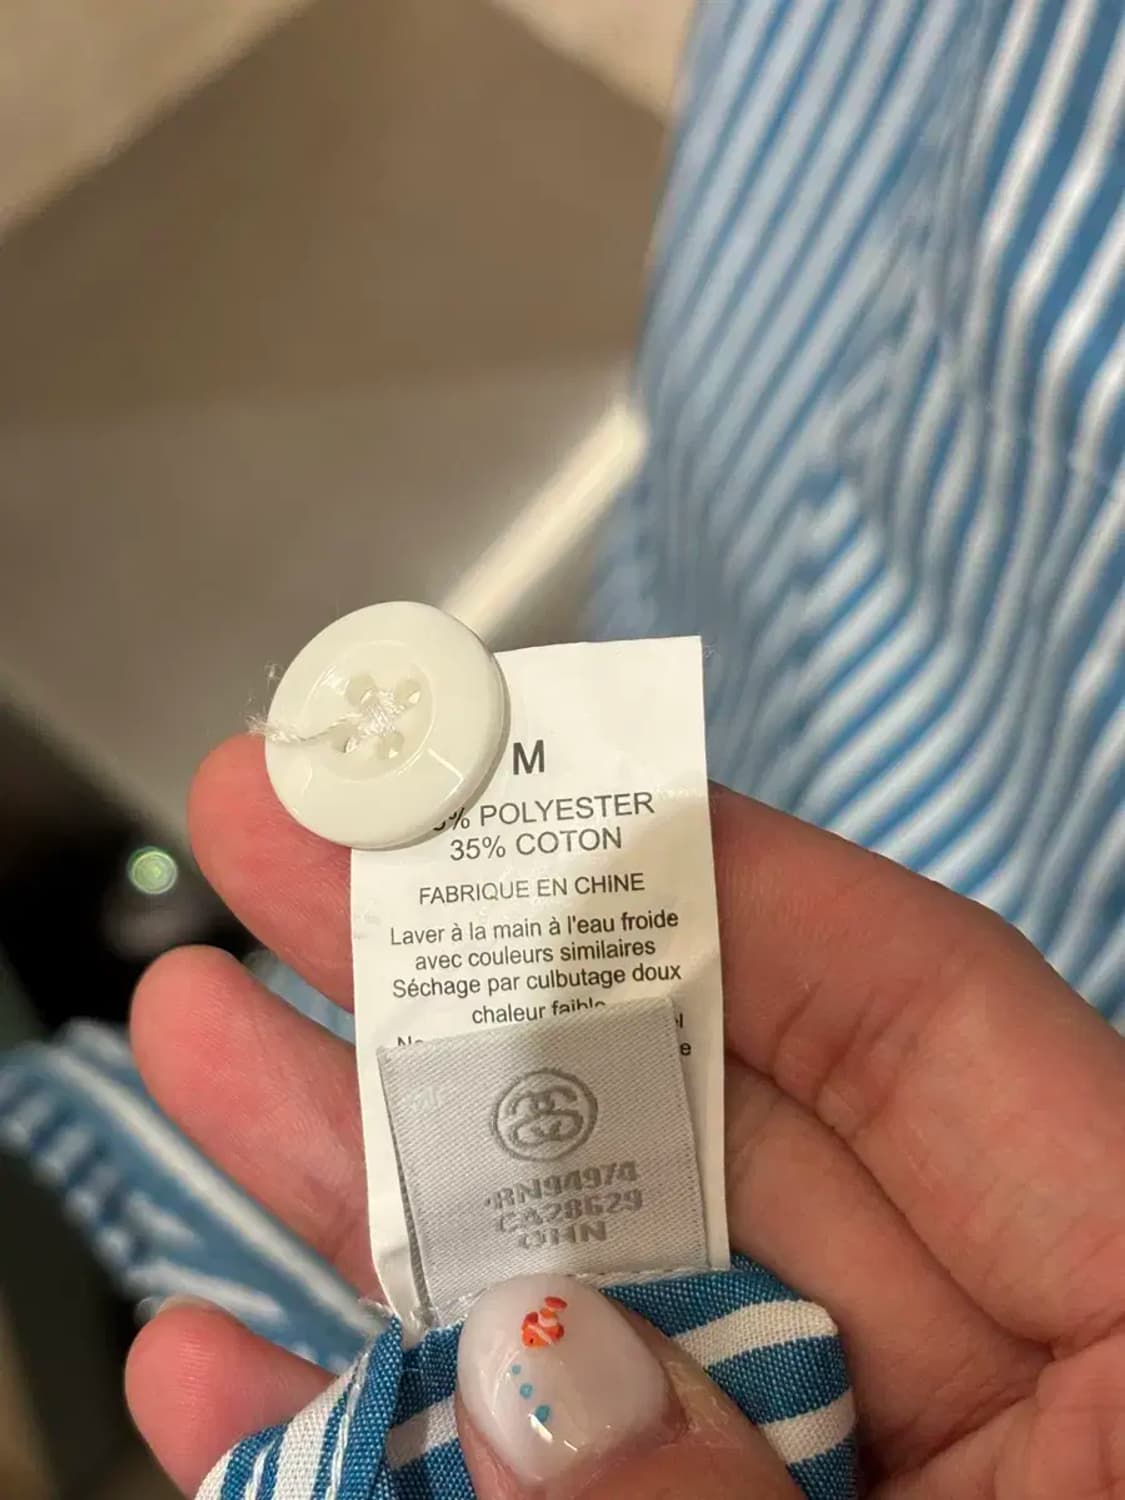 M
% POLYESTER
35% COTON
FABRIQUE EN CHINE
Laver à la main à l'eau froide
avec couleurs similaires
Séchage par culbutage doux
chaleur faible
RN94974
CA28629